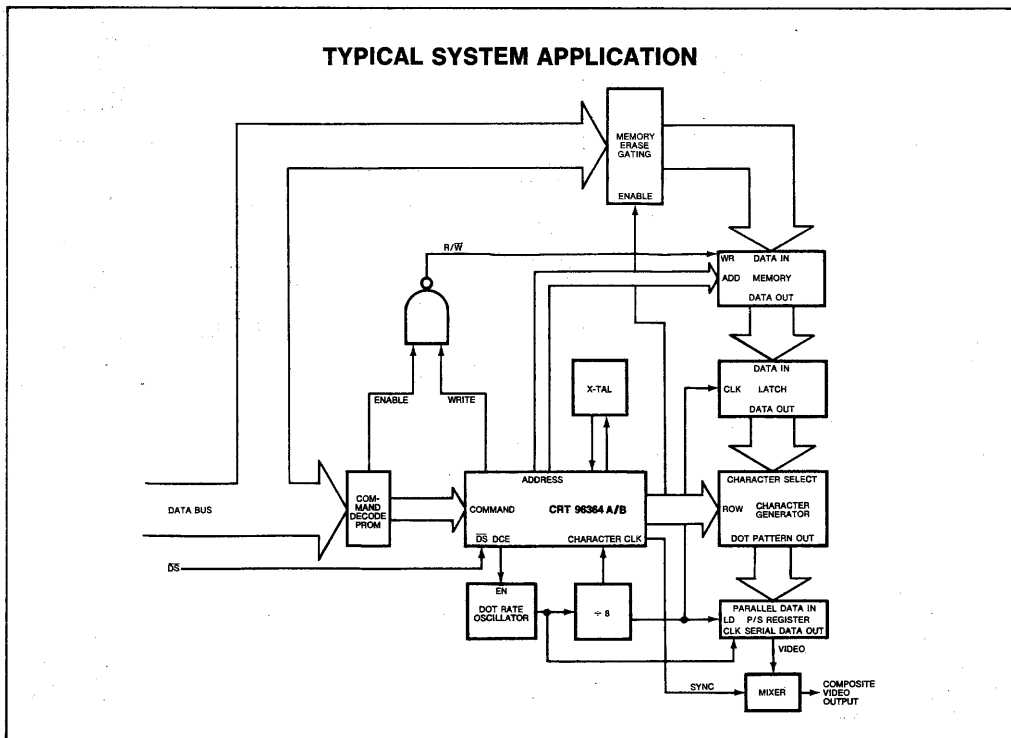 TYPICAL SYSTEM APPLICATION
MEMORY
ERASE
GATING
ENABLE
R/W̅
WR DATA IN
ADD MEMORY
DATA OUT
DATA IN
CLK LATCH
DATA OUT
X-TAL
ENABLE
WRITE
ADDRESS
COMMAND CRT 96364 A/B
D̅S̅ DCE CHARACTER CLK
COM-
MAND
DECODE
PROM
DATA BUS
D̅S̅
CHARACTER SELECT
ROW CHARACTER
GENERATOR
DOT PATTERN OUT
EN
DOT RATE
OSCILLATOR
÷ 8
PARALLEL DATA IN
LD P/S REGISTER
CLK SERIAL DATA OUT
VIDEO
SYNC
MIXER
COMPOSITE
VIDEO
OUTPUT